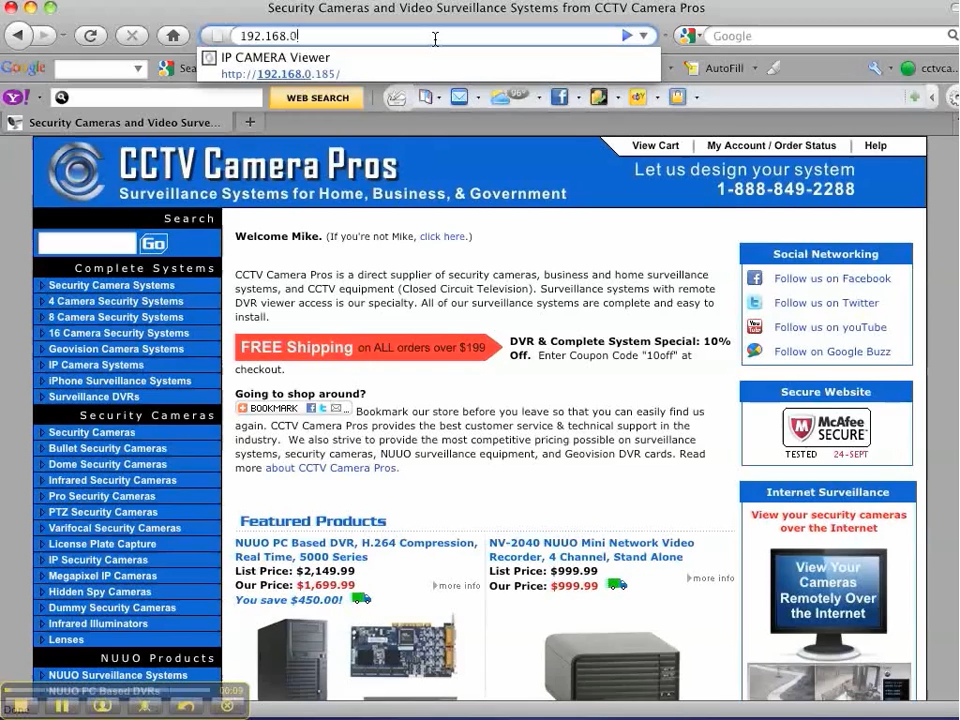 Security Cameras and Video Surveillance Systems from CCTV Camera Pros
192.168.0
Google
IP CAMERA Viewer
http://192.168.0.185/
Google
Sea
AutoFill
cctvca
Y!
WEB SEARCH
96°
Security Cameras and Video Surve...
CCTV Camera Pros
Surveillance Systems for Home, Business, & Government
View Cart
My Account / Order Status
Help
Let us design your system
1-888-849-2288
Search
Go
Complete Systems
Security Camera Systems
4 Camera Security Systems
8 Camera Security Systems
16 Camera Security Systems
Geovision Camera Systems
IP Camera Systems
iPhone Surveillance Systems
Surveillance DVRs
Security Cameras
Security Cameras
Bullet Security Cameras
Dome Security Cameras
Infrared Security Cameras
Pro Security Cameras
PTZ Security Cameras
Varifocal Security Cameras
License Plate Capture
IP Security Cameras
Megapixel IP Cameras
Hidden Spy Cameras
Dummy Security Cameras
Infrared Illuminators
Lenses
NUUO Products
NUUO Surveillance Systems
NUUO PC Based DVRs
00:09
Done
Welcome Mike. (If you're not Mike, click here.)
CCTV Camera Pros is a direct supplier of security cameras, business and home surveillance
systems, and CCTV equipment (Closed Circuit Television). Surveillance systems with remote
DVR viewer access is our specialty. All of our surveillance systems are complete and easy to
install.
FREE Shipping on ALL orders over $199
DVR & Complete System Special: 10%
Off. Enter Coupon Code "10off" at
checkout.
Going to shop around?
BOOKMARK
Bookmark our store before you leave so that you can easily find us
again. CCTV Camera Pros provides the best customer service & technical support in the
industry. We also strive to provide the most competitive pricing possible on surveillance
systems, security cameras, NUUO surveillance equipment, and Geovision DVR cards. Read
more about CCTV Camera Pros.
Featured Products
NUUO PC Based DVR, H.264 Compression,
Real Time, 5000 Series
List Price: $2,149.99
Our Price: $1,699.99
more info
You save $450.00!
NV-2040 NUUO Mini Network Video
Recorder, 4 Channel, Stand Alone
List Price: $999.99
Our Price: $999.99
more info
Social Networking
Follow us on Facebook
Follow us on Twitter
Follow us on youTube
Follow on Google Buzz
Secure Website
McAfee
SECURE
TESTED 24-SEPT
Internet Surveillance
View your security cameras
over the Internet
View Your
Cameras
Remotely Over
the Internet